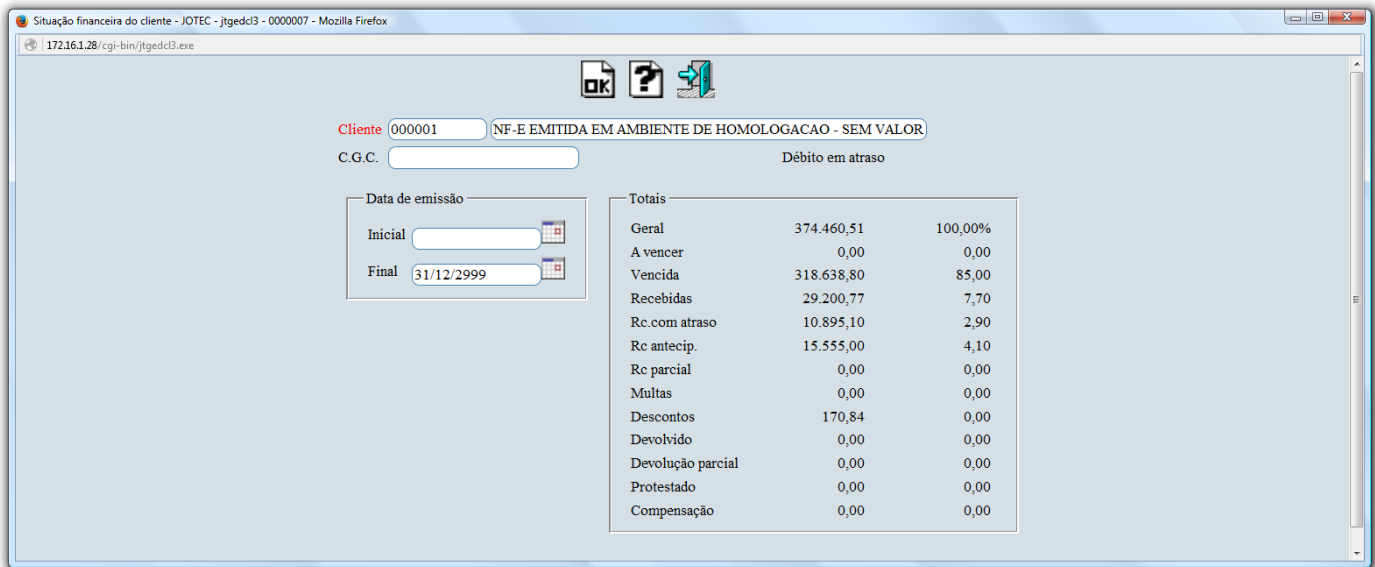 Situação financeira do cliente - JOTEC - jtgedcl3 - 0000007 - Mozilla Firefox
172.16.1.28/cgi-bin/jtgedcl3.exe
OK ?
Cliente 000001 NF-E EMITIDA EM AMBIENTE DE HOMOLOGACAO - SEM VALOR
C.G.C. Débito em atraso
Data de emissão
Inicial
Final 31/12/2999
Totais
Geral 374.460,51 100,00%
A vencer 0,00 0,00
Vencida 318.638,80 85,00
Recebidas 29.200,77 7,70
Rc.com atraso 10.895,10 2,90
Rc antecip. 15.555,00 4,10
Rc parcial 0,00 0,00
Multas 0,00 0,00
Descontos 170,84 0,00
Devolvido 0,00 0,00
Devolução parcial 0,00 0,00
Protestado 0,00 0,00
Compensação 0,00 0,00